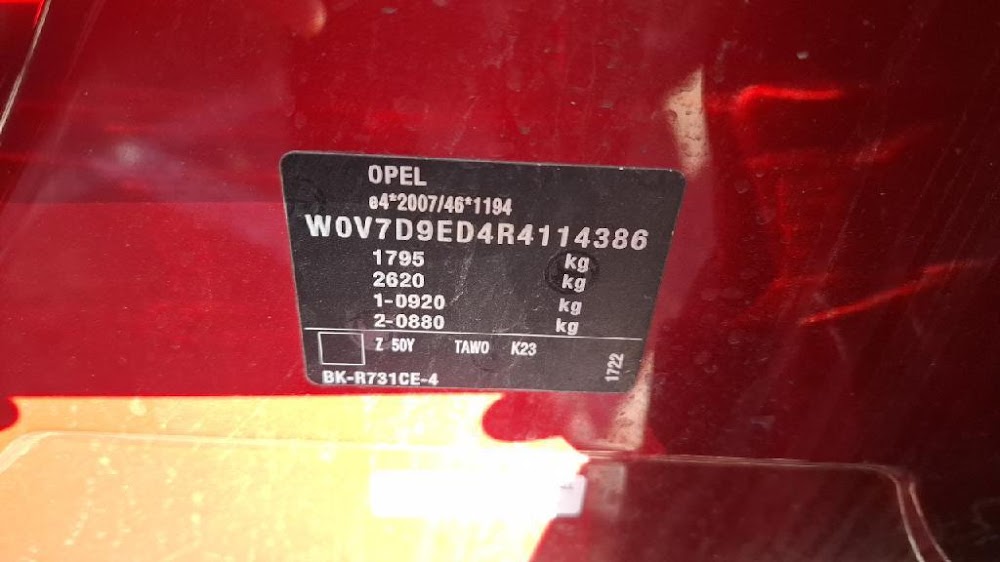 OPEL
e4*2007/46*1194
W0V7D9ED4R4114386
1795 kg
2620 kg
1-0920 kg
2-0880 kg
Z 50Y TAWO K23
1722
BK-R731CE-4